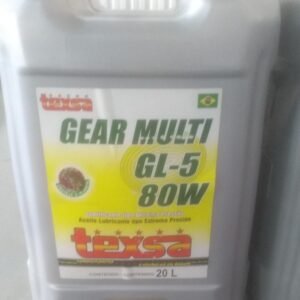 texsa
GEAR MULTI
GL-5
80W
Aceite Lubricante con Extrema Presión
texsa
20 L